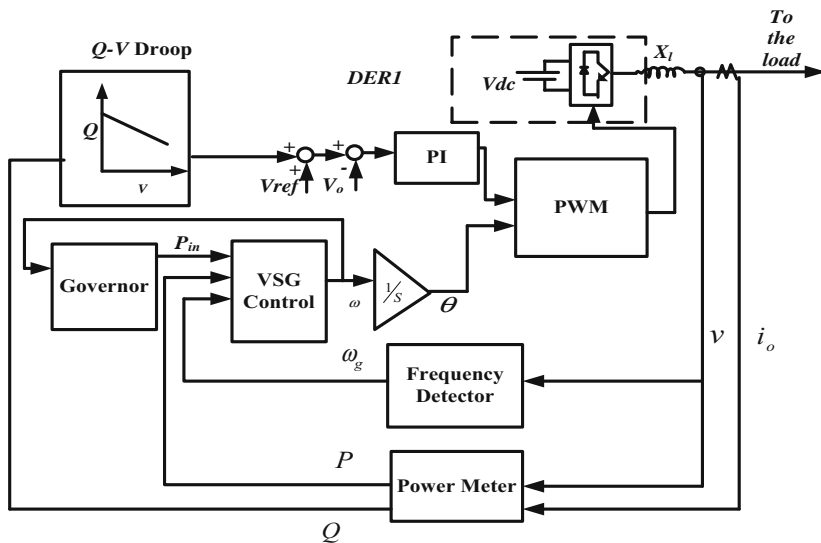 Q-V Droop
Q
V
DER1
Vdc
X_l
To
the
load
+
+
Vref
+
-
V_o
PI
PWM
Governor
P_in
VSG
Control
ω
1/S
θ
ω_g
Frequency
Detector
v
i_o
P
Power Meter
Q